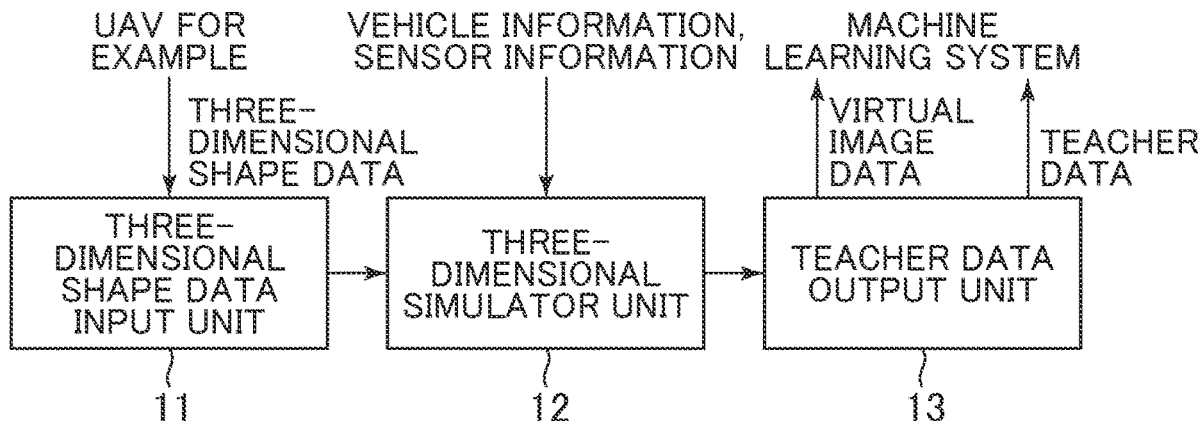 UAV FOR
EXAMPLE
VEHICLE INFORMATION,
SENSOR INFORMATION
MACHINE
LEARNING SYSTEM
THREE-
DIMENSIONAL
SHAPE DATA
VIRTUAL
IMAGE
DATA
TEACHER
DATA
THREE-
DIMENSIONAL
SHAPE DATA
INPUT UNIT
THREE-
DIMENSIONAL
SIMULATOR UNIT
TEACHER DATA
OUTPUT UNIT
11
12
13